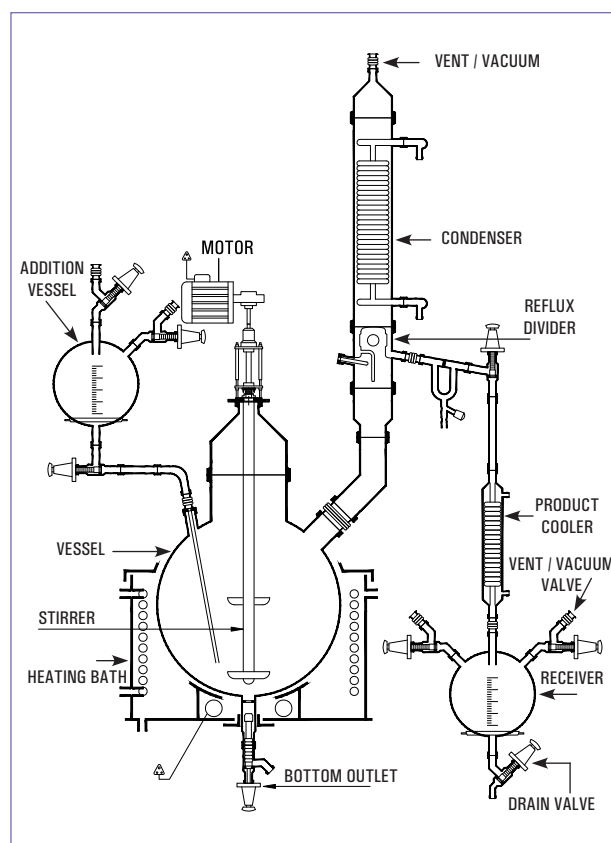 VENT / VACUUM
CONDENSER
MOTOR
ADDITION
VESSEL
REFLUX
DIVIDER
PRODUCT
COOLER
VESSEL
VENT / VACUUM
VALVE
STIRRER
HEATING BATH
RECEIVER
BOTTOM OUTLET
DRAIN VALVE